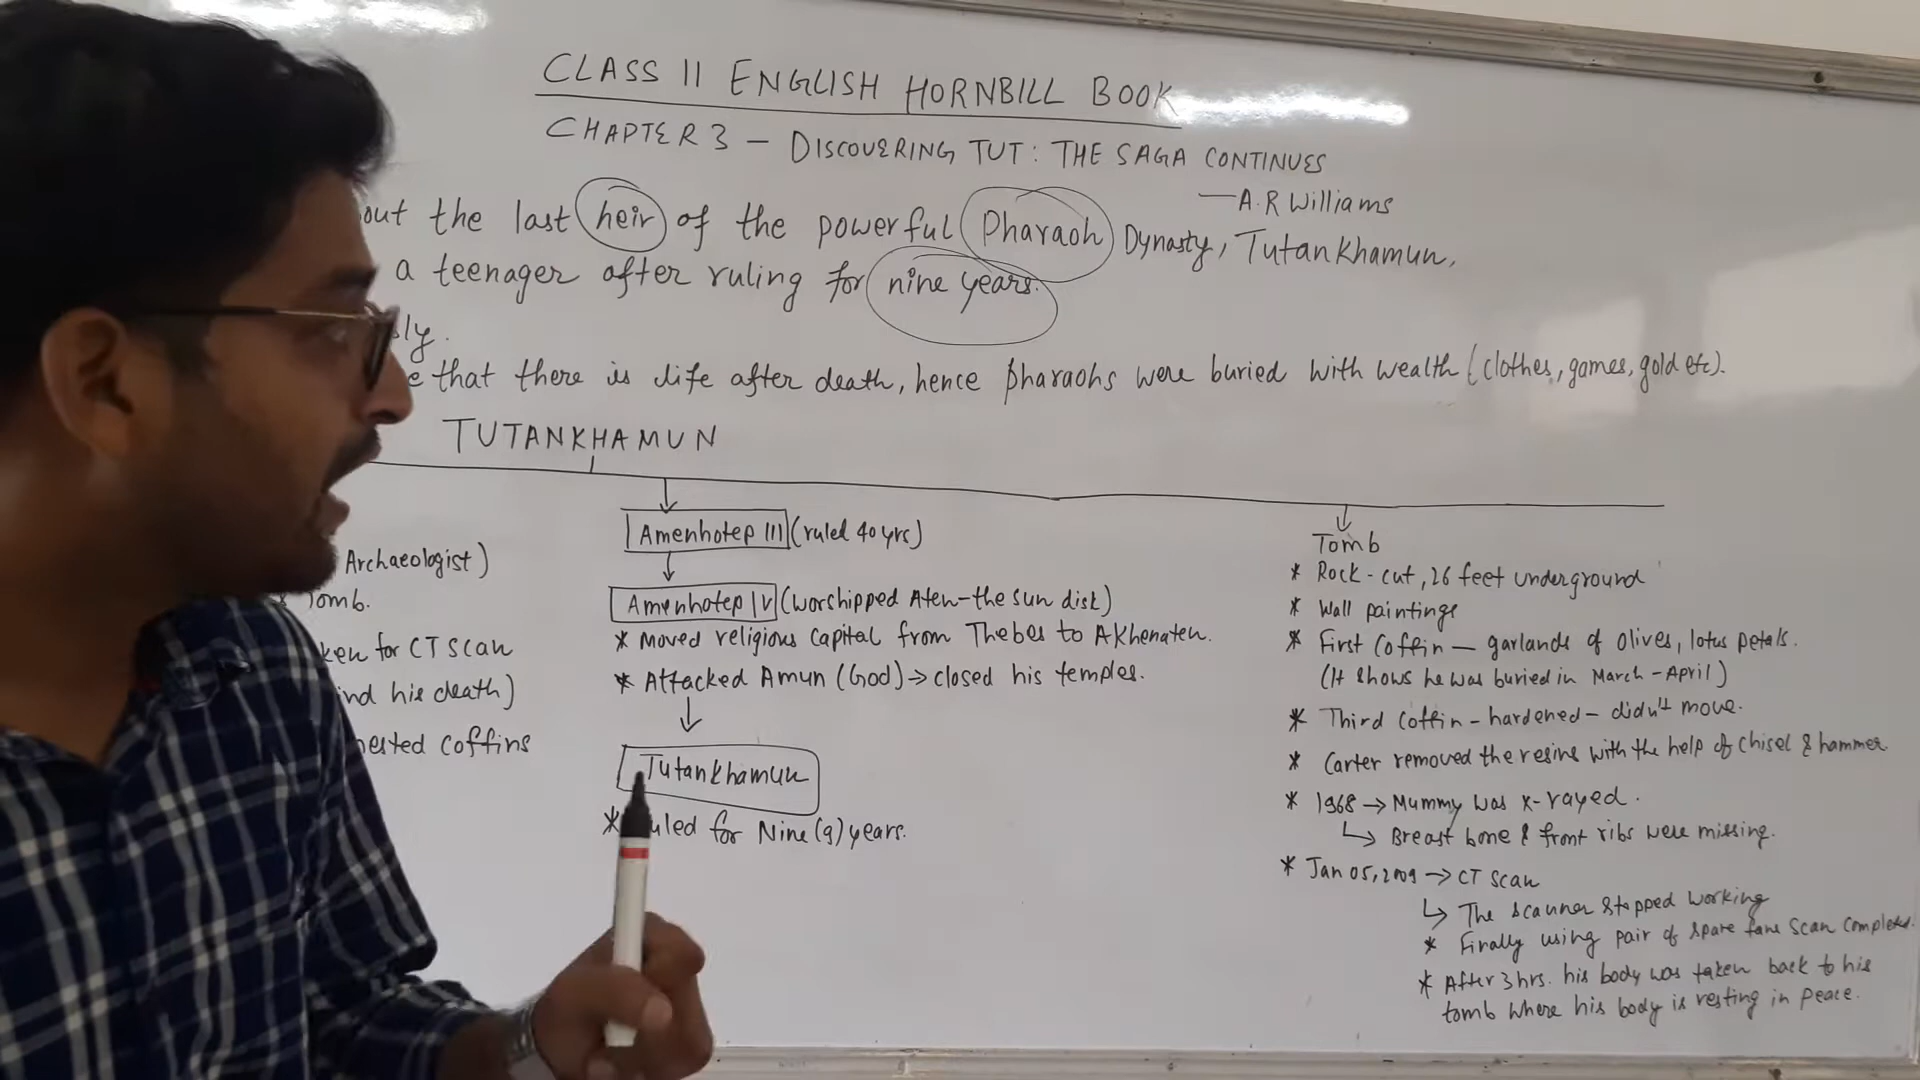 CLASS 11 ENGLISH HORNBILL BOOK
CHAPTER 3 - DISCOVERING TUT: THE SAGA CONTINUES
- A.R Williams
out the last heir of the powerful Pharaoh Dynasty, Tutankhamun,
a teenager after ruling for nine years.
sly.
e that there is life after death, hence pharaohs were buried with wealth (clothes, games, gold etc).
TUTANKHAMUN
Archaeologist)
Tomb.
ken for CT Scan
ind his death)
nested coffins
Amenhotep III (ruled 40 yrs)
Amenhotep IV (worshipped Aten-the sun disk)
* Moved religious capital from Thebes to Akhenaten.
* Attacked Amun (God) → closed his temples.
Tutankhamun
* uled for Nine (9) years.
Tomb
* Rock-cut, 26 feet underground
* Wall paintings
* First Coffin - garlands of olives, lotus petals.
(It shows he was buried in March-April)
* Third Coffin - hardened - didn't move.
* Carter removed the resins with the help of chisel & hammer
* 1968 → Mummy was x-rayed.
↳ Breast bone & front ribs were missing.
* Jan 05, 2009 → CT Scan
↳ The scanner stopped working
* Finally using pair of spare fans scan completed.
* After 3 hrs. his body was taken back to his
tomb where his body is resting in peace.